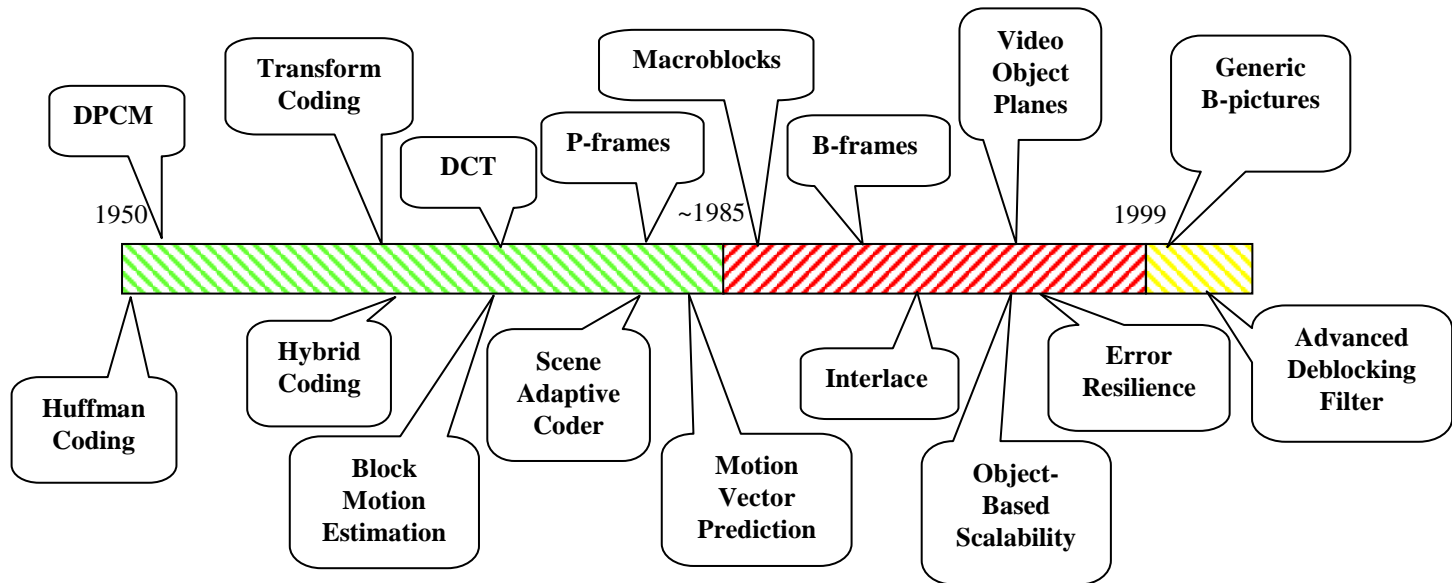 DPCM
Transform
Coding
DCT
P-frames
Macroblocks
B-frames
Video
Object
Planes
Generic
B-pictures
1950
~1985
1999
Huffman
Coding
Hybrid
Coding
Block
Motion
Estimation
Scene
Adaptive
Coder
Motion
Vector
Prediction
Interlace
Object-
Based
Scalability
Error
Resilience
Advanced
Deblocking
Filter